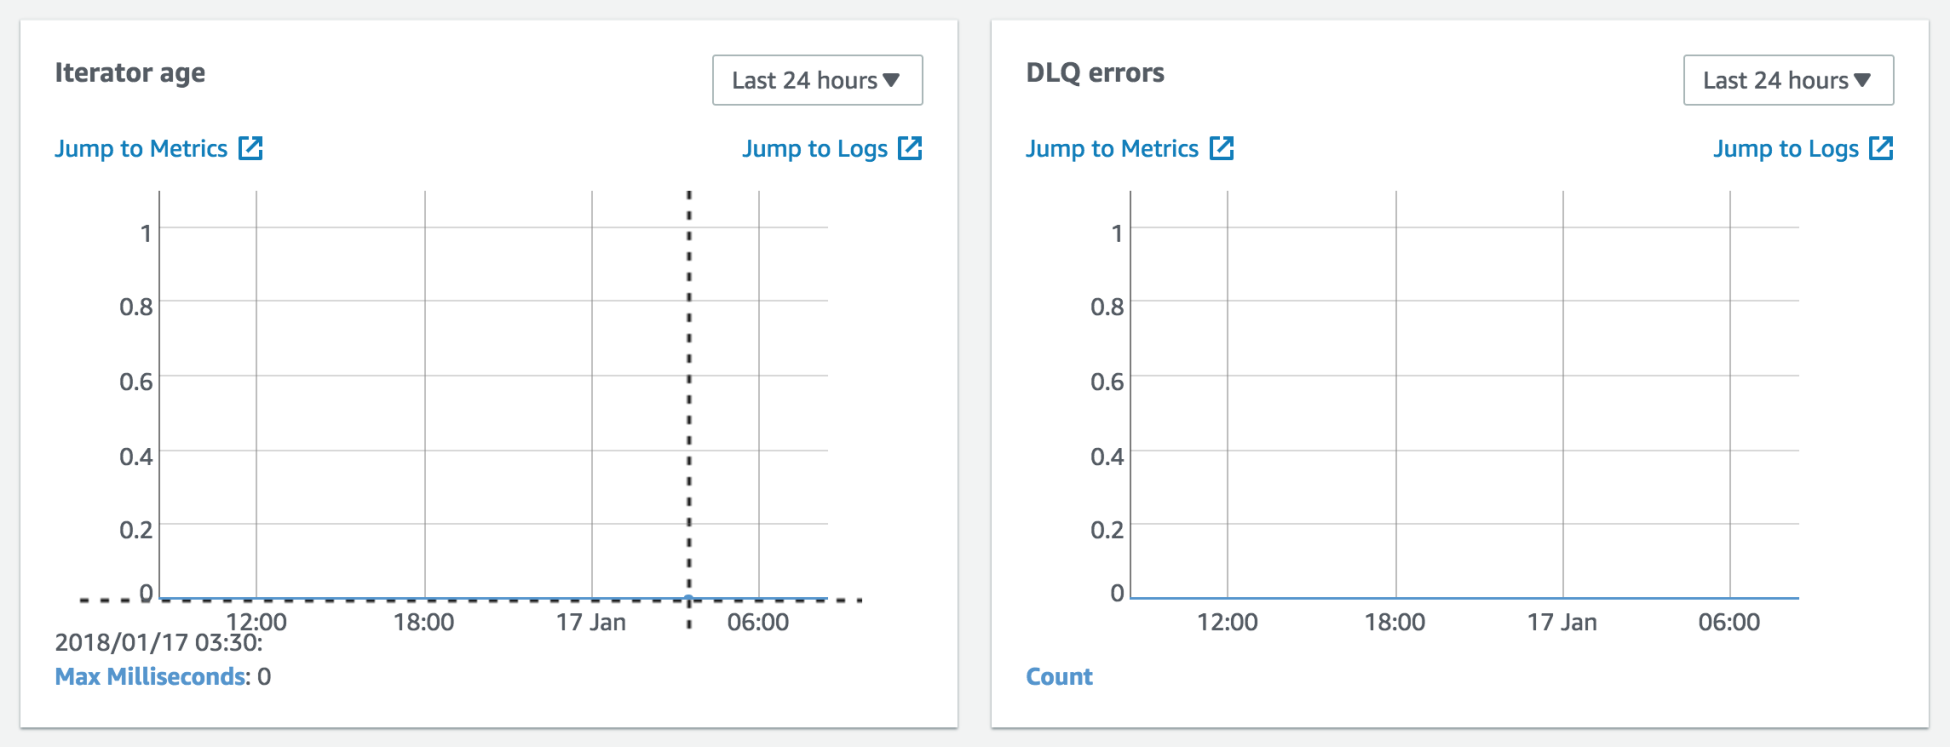 Iterator age
Last 24 hours
Jump to Metrics
Jump to Logs
1
0.8
0.6
0.4
0.2
0
12:00 18:00 17 Jan 06:00
2018/01/17 03:30:
Max Milliseconds: 0
DLQ errors
Last 24 hours
Jump to Metrics
Jump to Logs
1
0.8
0.6
0.4
0.2
0
12:00 18:00 17 Jan 06:00
Count